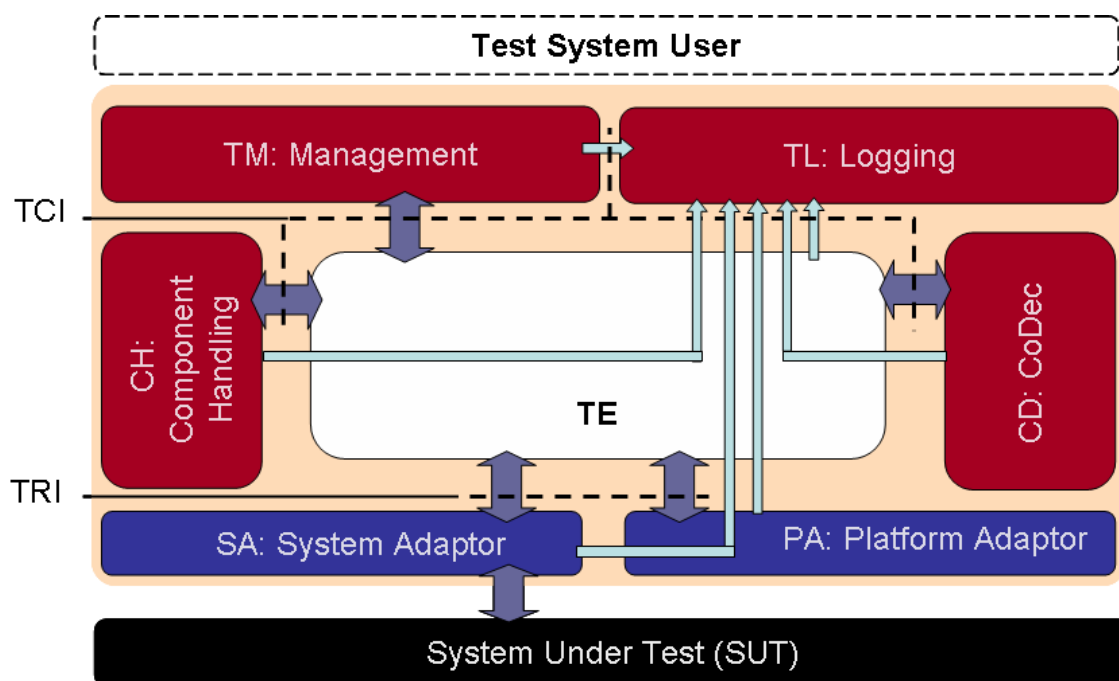 Test System User
TM: Management
TL: Logging
TCI
CH:
Component
Handling
CD: CoDec
TE
TRI
SA: System Adaptor
PA: Platform Adaptor
System Under Test (SUT)